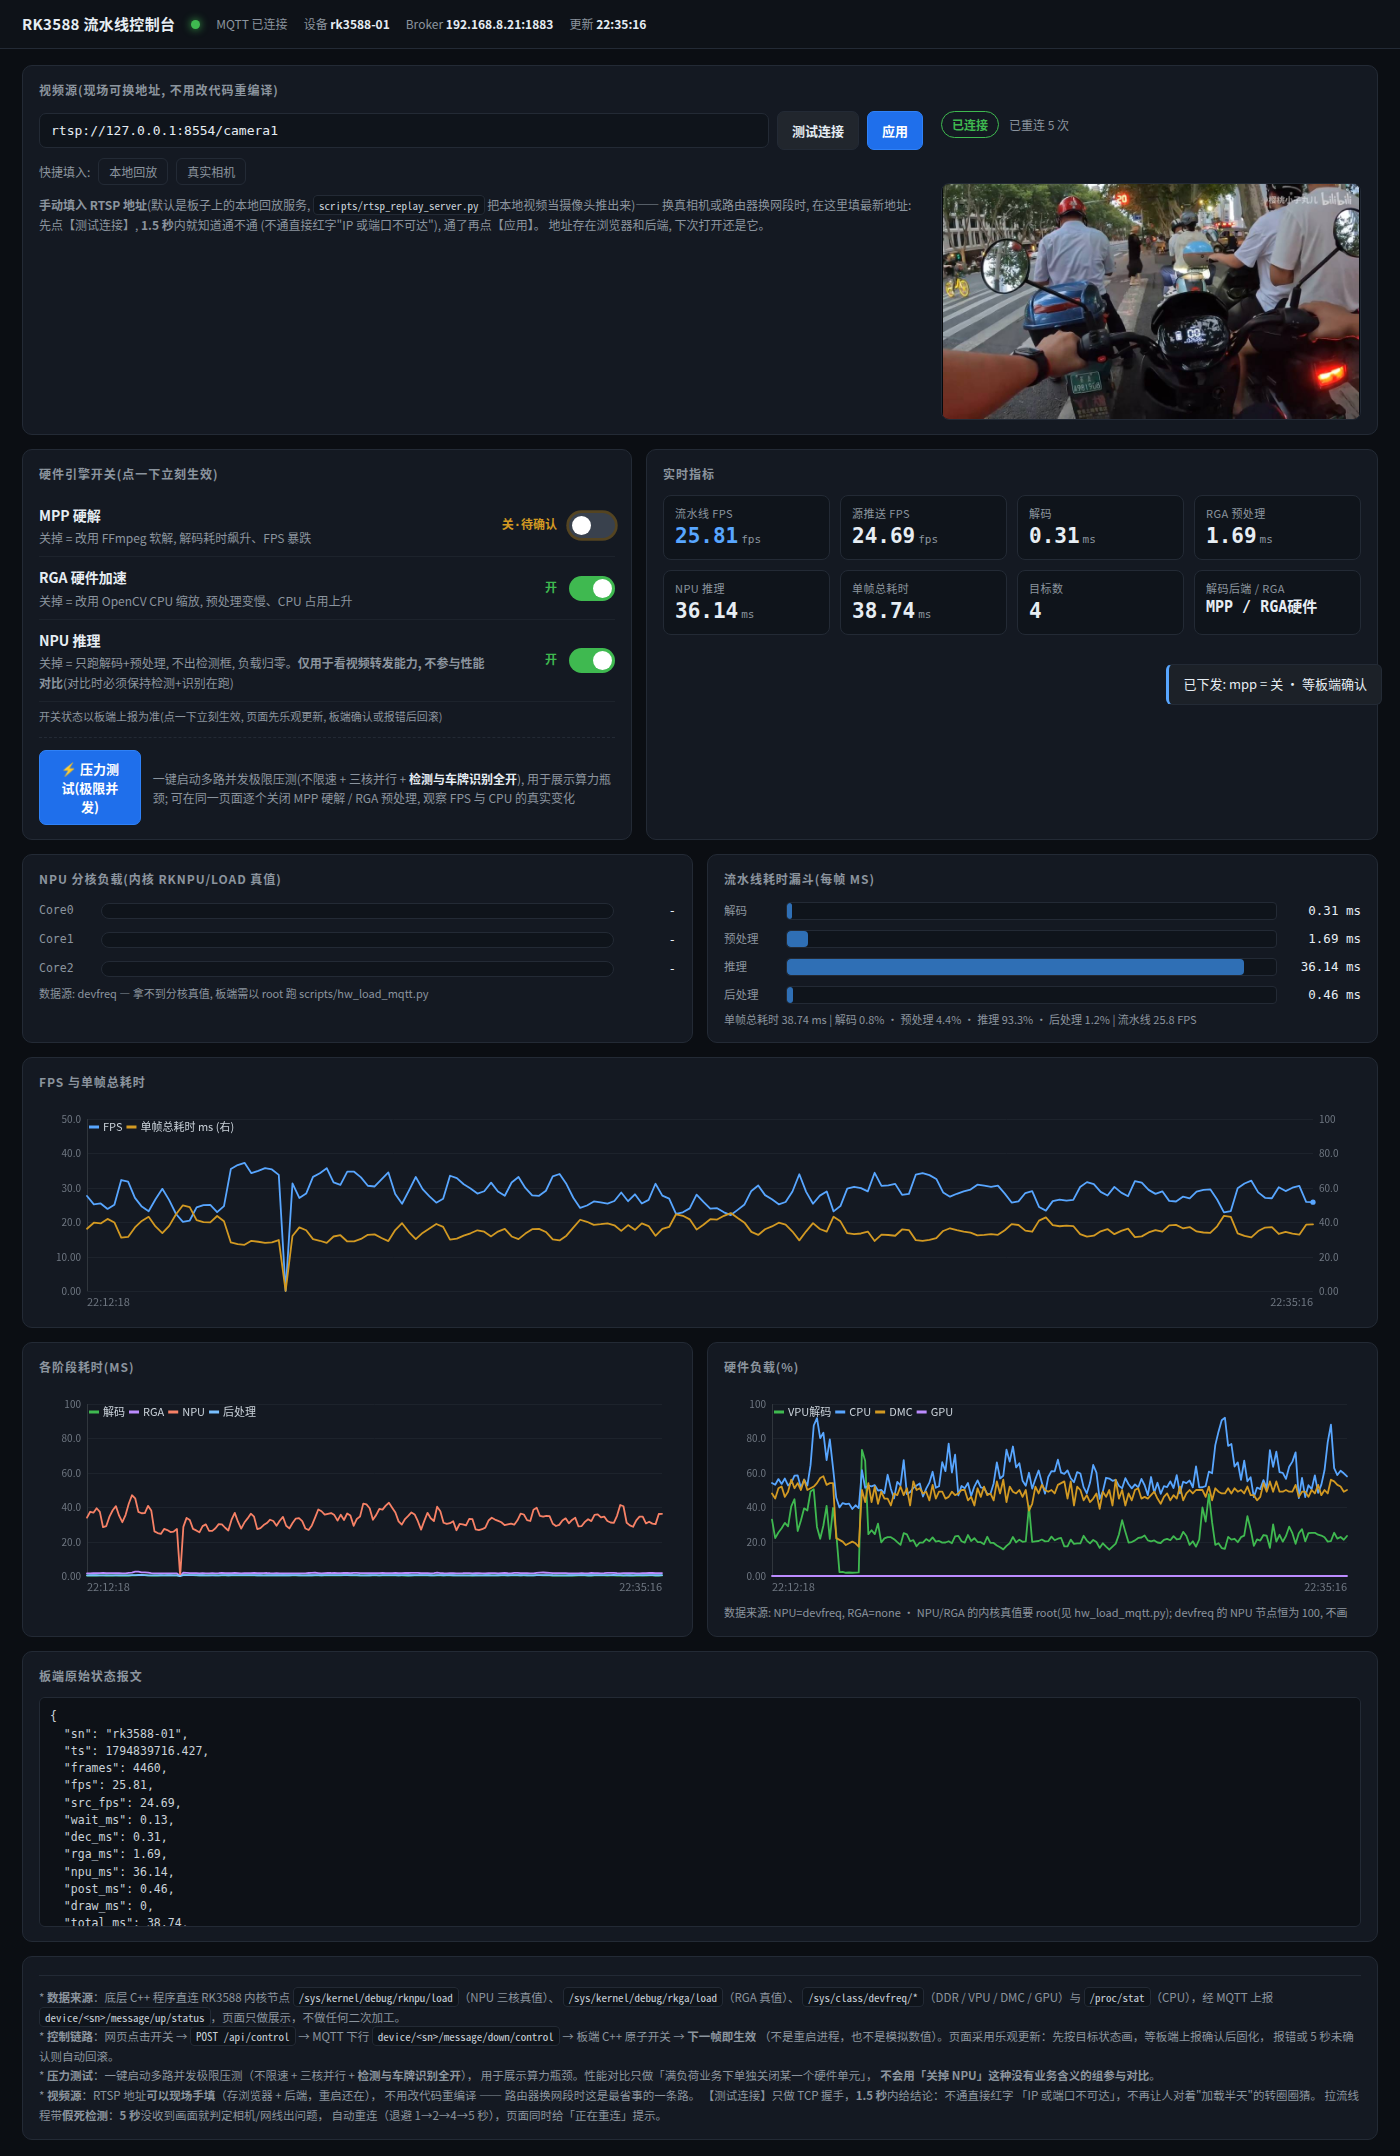 RK3588 流水线控制台 MQTT 已连接 设备 rk3588-01 Broker 192.168.8.21:1883 更新 22:35:16
视频源(现场可换地址, 不用改代码重编译)
rtsp://127.0.0.1:8554/camera1 测试连接 应用 已连接 已重连 5 次
快捷填入: 本地回放 真实相机
手动填入 RTSP 地址(默认是板子上的本地回放服务, scripts/rtsp_replay_server.py 把本地视频当摄像头推出来)—— 换真相机或路由器换网段时, 在这里填最新地址:
先点【测试连接】, 1.5 秒内就知道通不通 (不通直接红字"IP 或端口不可达"), 通了再点【应用】。 地址存在浏览器和后端, 下次打开还是它。
bilibili
硬件引擎开关(点一下立刻生效)
MPP 硬解
关掉 = 改用 FFmpeg 软解, 解码耗时飙升、FPS 暴跌
关·待确认
RGA 硬件加速
关掉 = 改用 OpenCV CPU 缩放, 预处理变慢、CPU 占用上升
开
NPU 推理
关掉 = 只跑解码+预处理, 不出检测框, 负载归零。仅用于看视频转发能力, 不参与性能
对比(对比时必须保持检测+识别在跑)
开
开关状态以板端上报为准(点一下立刻生效, 页面先乐观更新, 板端确认或报错后回滚)
⚡ 压力测
试(极限并
发)
一键启动多路并发极限压测(不限速 + 三核并行 + 检测与车牌识别全开), 用于展示算力瓶
颈; 可在同一页面逐个关闭 MPP 硬解 / RGA 预处理, 观察 FPS 与 CPU 的真实变化
实时指标
流水线 FPS 源推送 FPS 解码 RGA 预处理
25.81 fps 24.69 fps 0.31 ms 1.69 ms
NPU 推理 单帧总耗时 目标数 解码后端 / RGA
36.14 ms 38.74 ms 4 MPP / RGA硬件
已下发: mpp = 关 · 等板端确认
NPU 分核负载(内核 RKNPU/LOAD 真值)
Core0 -
Core1 -
Core2 -
数据源: devfreq — 拿不到分核真值, 板端需以 root 跑 scripts/hw_load_mqtt.py
流水线耗时漏斗(每帧 MS)
解码 0.31 ms
预处理 1.69 ms
推理 36.14 ms
后处理 0.46 ms
单帧总耗时 38.74 ms | 解码 0.8% · 预处理 4.4% · 推理 93.3% · 后处理 1.2% | 流水线 25.8 FPS
FPS 与单帧总耗时
FPS 单帧总耗时 ms (右)
50.0 100
40.0 80.0
30.0 60.0
20.0 40.0
10.00 20.0
0.00 0.00
22:12:18 22:35:16
各阶段耗时(MS)
解码 RGA NPU 后处理
100
80.0
60.0
40.0
20.0
0.00
22:12:18 22:35:16
硬件负载(%)
VPU解码 CPU DMC GPU
100
80.0
60.0
40.0
20.0
0.00
22:12:18 22:35:16
数据来源: NPU=devfreq, RGA=none · NPU/RGA 的内核真值要 root(见 hw_load_mqtt.py); devfreq 的 NPU 节点恒为 100, 不画
板端原始状态报文
{
"sn": "rk3588-01",
"ts": 1794839716.427,
"frames": 4460,
"fps": 25.81,
"src_fps": 24.69,
"wait_ms": 0.13,
"dec_ms": 0.31,
"rga_ms": 1.69,
"npu_ms": 36.14,
"post_ms": 0.46,
"draw_ms": 0,
"total_ms": 38.74,
* 数据来源：底层 C++ 程序直连 RK3588 内核节点 /sys/kernel/debug/rknpu/load（NPU 三核真值）、 /sys/kernel/debug/rkga/load（RGA 真值）、 /sys/class/devfreq/*（DDR / VPU / DMC / GPU）与 /proc/stat（CPU），经 MQTT 上报
device/<sn>/message/up/status，页面只做展示，不做任何二次加工。
* 控制链路：网页点击开关 → POST /api/control → MQTT 下行 device/<sn>/message/down/control → 板端 C++ 原子开关 → 下一帧即生效 （不是重启进程，也不是模拟数值）。页面采用乐观更新：先按目标状态画，等板端上报确认后固化， 报错或 5 秒未确
认则自动回滚。
* 压力测试：一键启动多路并发极限压测（不限速 + 三核并行 + 检测与车牌识别全开）， 用于展示算力瓶颈。性能对比只做「满负荷业务下单独关闭某一个硬件单元」， 不会用「关掉 NPU」这种没有业务含义的组参与对比。
* 视频源：RTSP 地址可以现场手填（存在浏览器 + 后端，重启还在）， 不用改代码重编译 —— 路由器换网段时这是最省事的一条路。 【测试连接】只做 TCP 握手，1.5 秒内给结论：不通直接红字 「IP 或端口不可达」，不再让人对着"加载半天"的转圈圈猜。 拉流线
程带假死检测：5 秒没收到画面就判定相机/网线出问题， 自动重连（退避 1→2→4→5 秒），页面同时给「正在重连」提示。